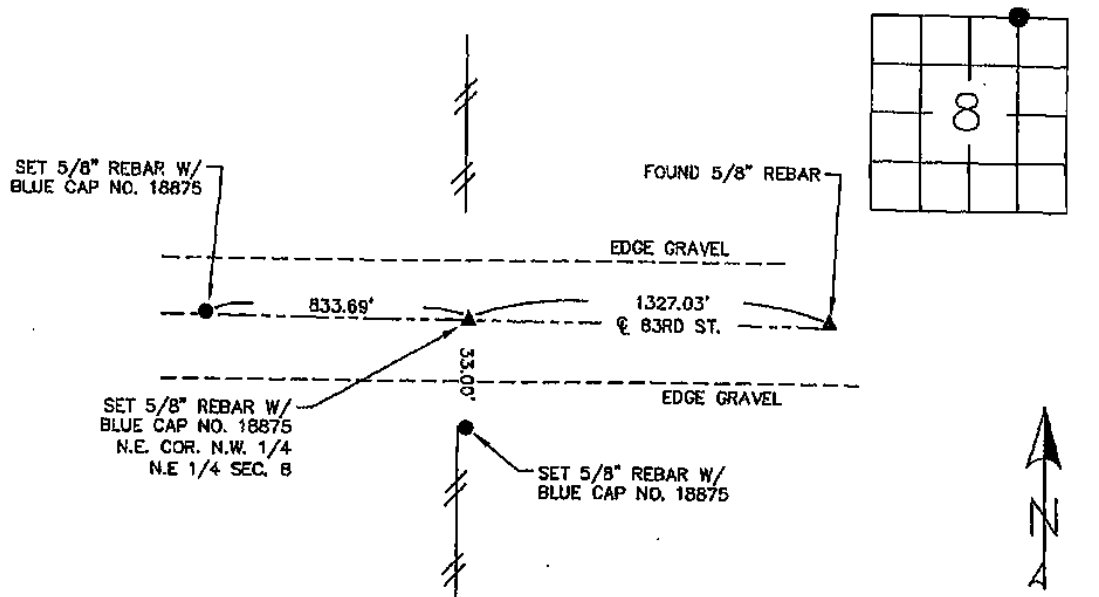 8
SET 5/8" REBAR W/
BLUE CAP NO. 18875
FOUND 5/8" REBAR
EDGE GRAVEL
833.69'
1327.03'
℄ 83RD ST.
33.00'
EDGE GRAVEL
SET 5/8" REBAR W/
BLUE CAP NO. 18875
N.E. COR. N.W. 1/4
N.E 1/4 SEC. 8
SET 5/8" REBAR W/
BLUE CAP NO. 18875
N